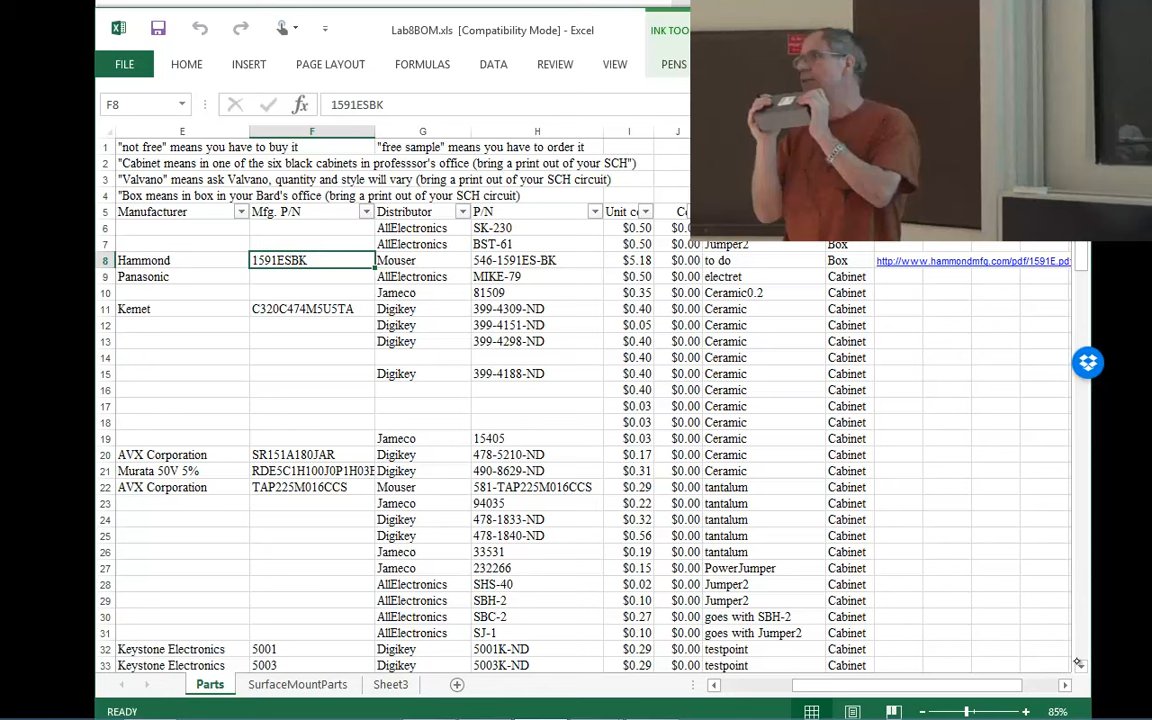 Lab8BOM.xls [Compatibility Mode] - Excel
INK TOO
FILE HOME INSERT PAGE LAYOUT FORMULAS DATA REVIEW VIEW PENS
F8 fx 1591ESBK
E F G H I J
1 "not free" means you have to buy it "free sample" means you have to order it
2 "Cabinet means in one of the six black cabinets in professsor's office (bring a print out of your SCH")
3 "Valvano" means ask Valvano, quantity and style will vary (bring a print out of your SCH circuit)
4 "Box means in box in your Bard's office (bring a print out of your SCH circuit)
5 Manufacturer Mfg. P/N Distributor P/N Unit c
6 AllElectronics SK-230 $0.50 $0.0
7 AllElectronics BST-61 $0.50 $0.00 Jumper2 Box
8 Hammond 1591ESBK Mouser 546-1591ES-BK $5.18 $0.00 to do Box http://www.hammondmfg.com/pdf/1591E.pd
9 Panasonic AllElectronics MIKE-79 $0.00 electret Cabinet
10 Jameco 81509 $0.35 $0.00 Ceramic0.2 Cabinet
11 Kemet C320C474M5U5TA Digikey 399-4309-ND $0.40 $0.00 Ceramic Cabinet
12 Digikey 399-4151-ND $0.05 $0.00 Ceramic Cabinet
13 Digikey 399-4298-ND $0.40 $0.00 Ceramic Cabinet
14 $0.40 $0.00 Ceramic Cabinet
15 Digikey 399-4188-ND $0.40 $0.00 Ceramic Cabinet
16 $0.40 $0.00 Ceramic Cabinet
17 $0.03 $0.00 Ceramic Cabinet
18 $0.03 $0.00 Ceramic Cabinet
19 Jameco 15405 $0.03 $0.00 Ceramic Cabinet
20 AVX Corporation SR151A180JAR Digikey 478-5210-ND $0.17 $0.00 Ceramic Cabinet
21 Murata 50V 5% RDE5C1H100J0P1H03B Digikey 490-8629-ND $0.31 $0.00 Ceramic Cabinet
22 AVX Corporation TAP225M016CCS Mouser 581-TAP225M016CCS $0.29 $0.00 tantalum Cabinet
23 Jameco 94035 $0.22 $0.00 tantalum Cabinet
24 Digikey 478-1833-ND $0.32 $0.00 tantalum Cabinet
25 Digikey 478-1840-ND $0.56 $0.00 tantalum Cabinet
26 Jameco 33531 $0.19 $0.00 tantalum Cabinet
27 Jameco 232266 $0.15 $0.00 PowerJumper Cabinet
28 AllElectronics SHS-40 $0.02 $0.00 Jumper2 Cabinet
29 AllElectronics SBH-2 $0.10 $0.00 Jumper2 Cabinet
30 AllElectronics SBC-2 $0.27 $0.00 goes with SBH-2 Cabinet
31 AllElectronics SJ-1 $0.10 $0.00 goes with Jumper2 Cabinet
32 Keystone Electronics 5001 Digikey 5001K-ND $0.29 $0.00 testpoint Cabinet
33 Keystone Electronics 5003 Digikey 5003K-ND $0.29 $0.00 testpoint Cabinet
Parts SurfaceMountParts Sheet3
READY 85%